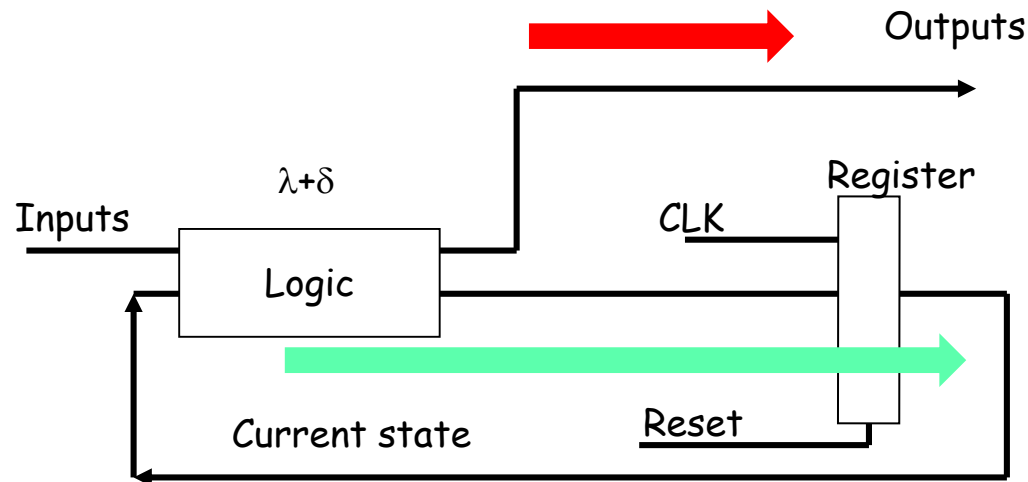 Outputs
λ+δ
Register
Inputs
CLK
Logic
Reset
Current state